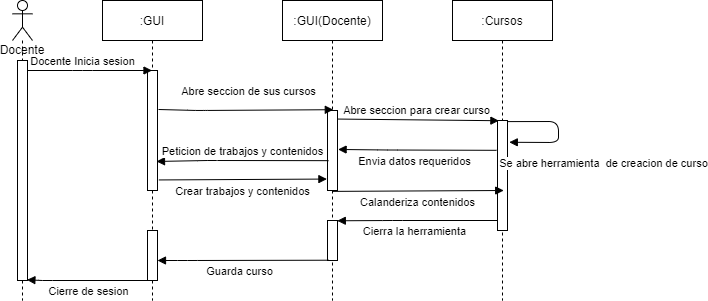 :GUI
:GUI(Docente)
:Cursos
Docente
Docente Inicia sesion
Abre seccion de sus cursos
Abre seccion para crear curso
Peticion de trabajos y contenidos
Envia datos requeridos
Se abre herramienta de creacion de curso
Crear trabajos y contenidos
Calanderiza contenidos
Cierra la herramienta
Guarda curso
Cierre de sesion